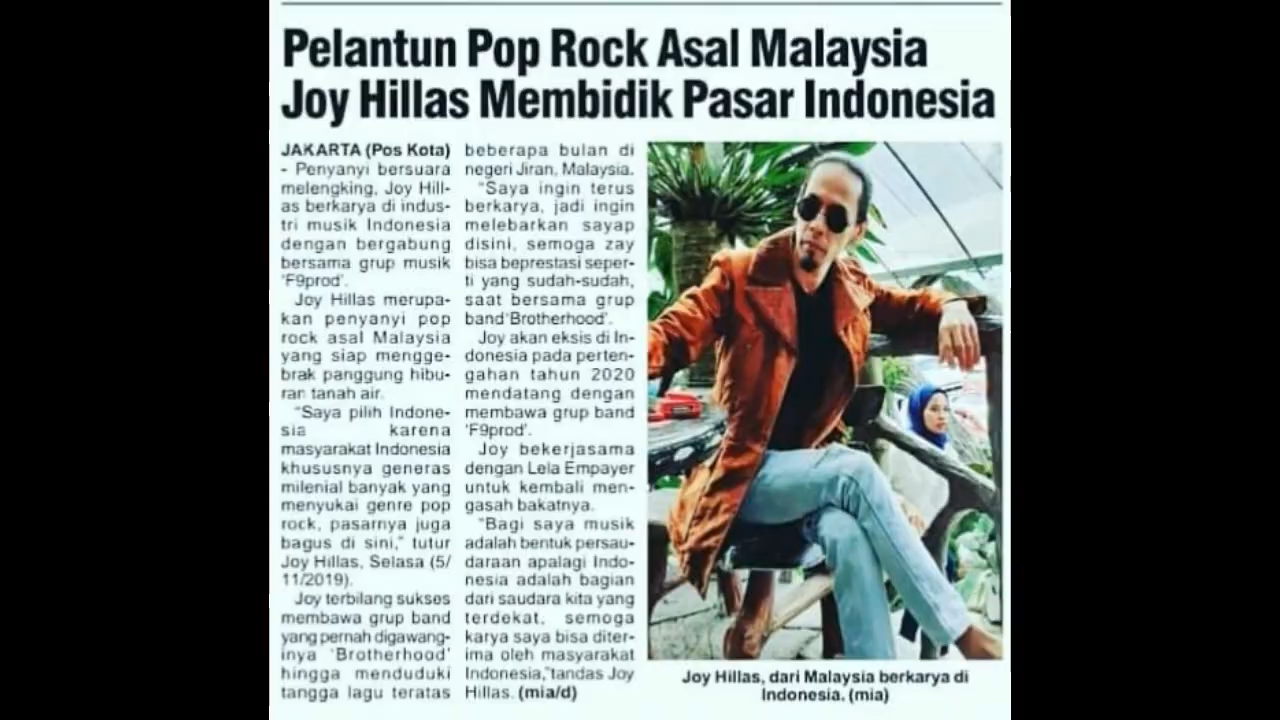 Pelantun Pop Rock Asal Malaysia
Joy Hillas Membidik Pasar Indonesia
JAKARTA (Pos Kota)
- Penyanyi bersuara
melengking, Joy Hill-
as berkarya di indus-
tri musik Indonesia
dengan bergabung
bersama grup musik
'F9prod'.
Joy Hillas merupa-
kan penyanyi pop
rock asal Malaysia
yang siap mengge-
brak panggung hibu-
ran tanah air.
"Saya pilih Indone-
sia karena
masyarakat Indonesia
khususnya generas
milenial banyak yang
menyukai genre pop
rock, pasarnya juga
bagus di sini," tutur
Joy Hillas, Selasa (5/
11/2019).
Joy terbilang sukses
membawa grup band
yang pernah digawang-
inya 'Brotherhood'
hingga menduduki
tangga lagu teratas
beberapa bulan di
negeri Jiran, Malaysia.
"Saya ingin terus
berkarya, jadi ingin
melebarkan sayap
disini, semoga zay
bisa beprestasi seper-
ti yang sudah-sudah,
saat bersama grup
band'Brotherhood'.
Joy akan eksis di In-
donesia pada perten-
gahan tahun 2020
mendatang dengan
membawa grup band
'F9prod'.
Joy bekerjasama
dengan Lela Empayer
untuk kembali men-
gasah bakatnya.
"Bagi saya musik
adalah bentuk persau-
daraan apalagi Indo-
nesia adalah bagian
dari saudara kita yang
terdekat, semoga
karya saya bisa diter-
ima oleh masyarakat
Indonesia,"tandas Joy
Hillas. (mia/d)
Joy Hillas, dari Malaysia berkarya di
Indonesia. (mia)